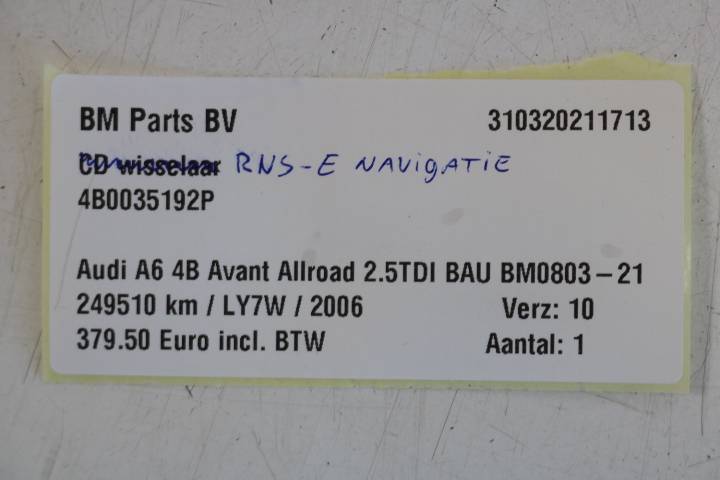 BM Parts BV 310320211713
CD wisselaar RNS-E NAVIGATIE
4B0035192P
Audi A6 4B Avant Allroad 2.5TDI BAU BM0803-21
249510 km / LY7W / 2006 Verz: 10
379.50 Euro incl. BTW Aantal: 1